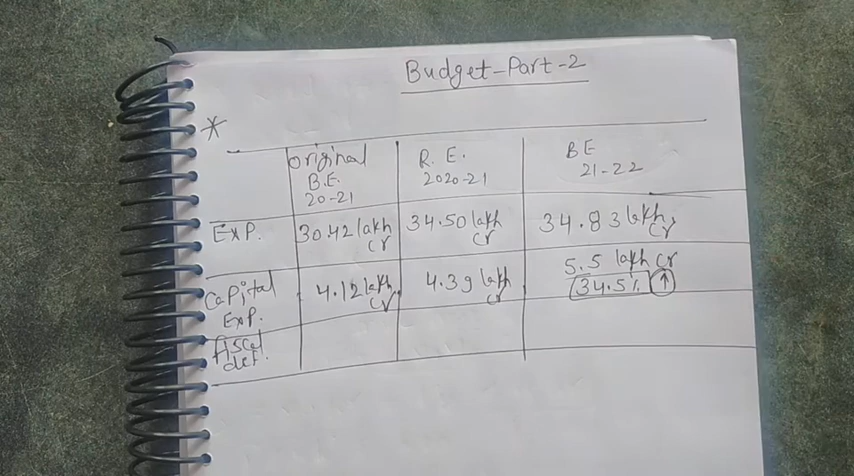 Budget-Part-2
*
original
B.E.
20-21
R. E.
2020-21
BE
21-22
Exp.
30.42 lakh
cr
34.50 lakh
cr
34.83 lakh
cr
Capital
Exp.
4.12 lakh
cr
4.39 lakh
cr
5.5 lakh cr
34.5% ↑
fiscal
def.